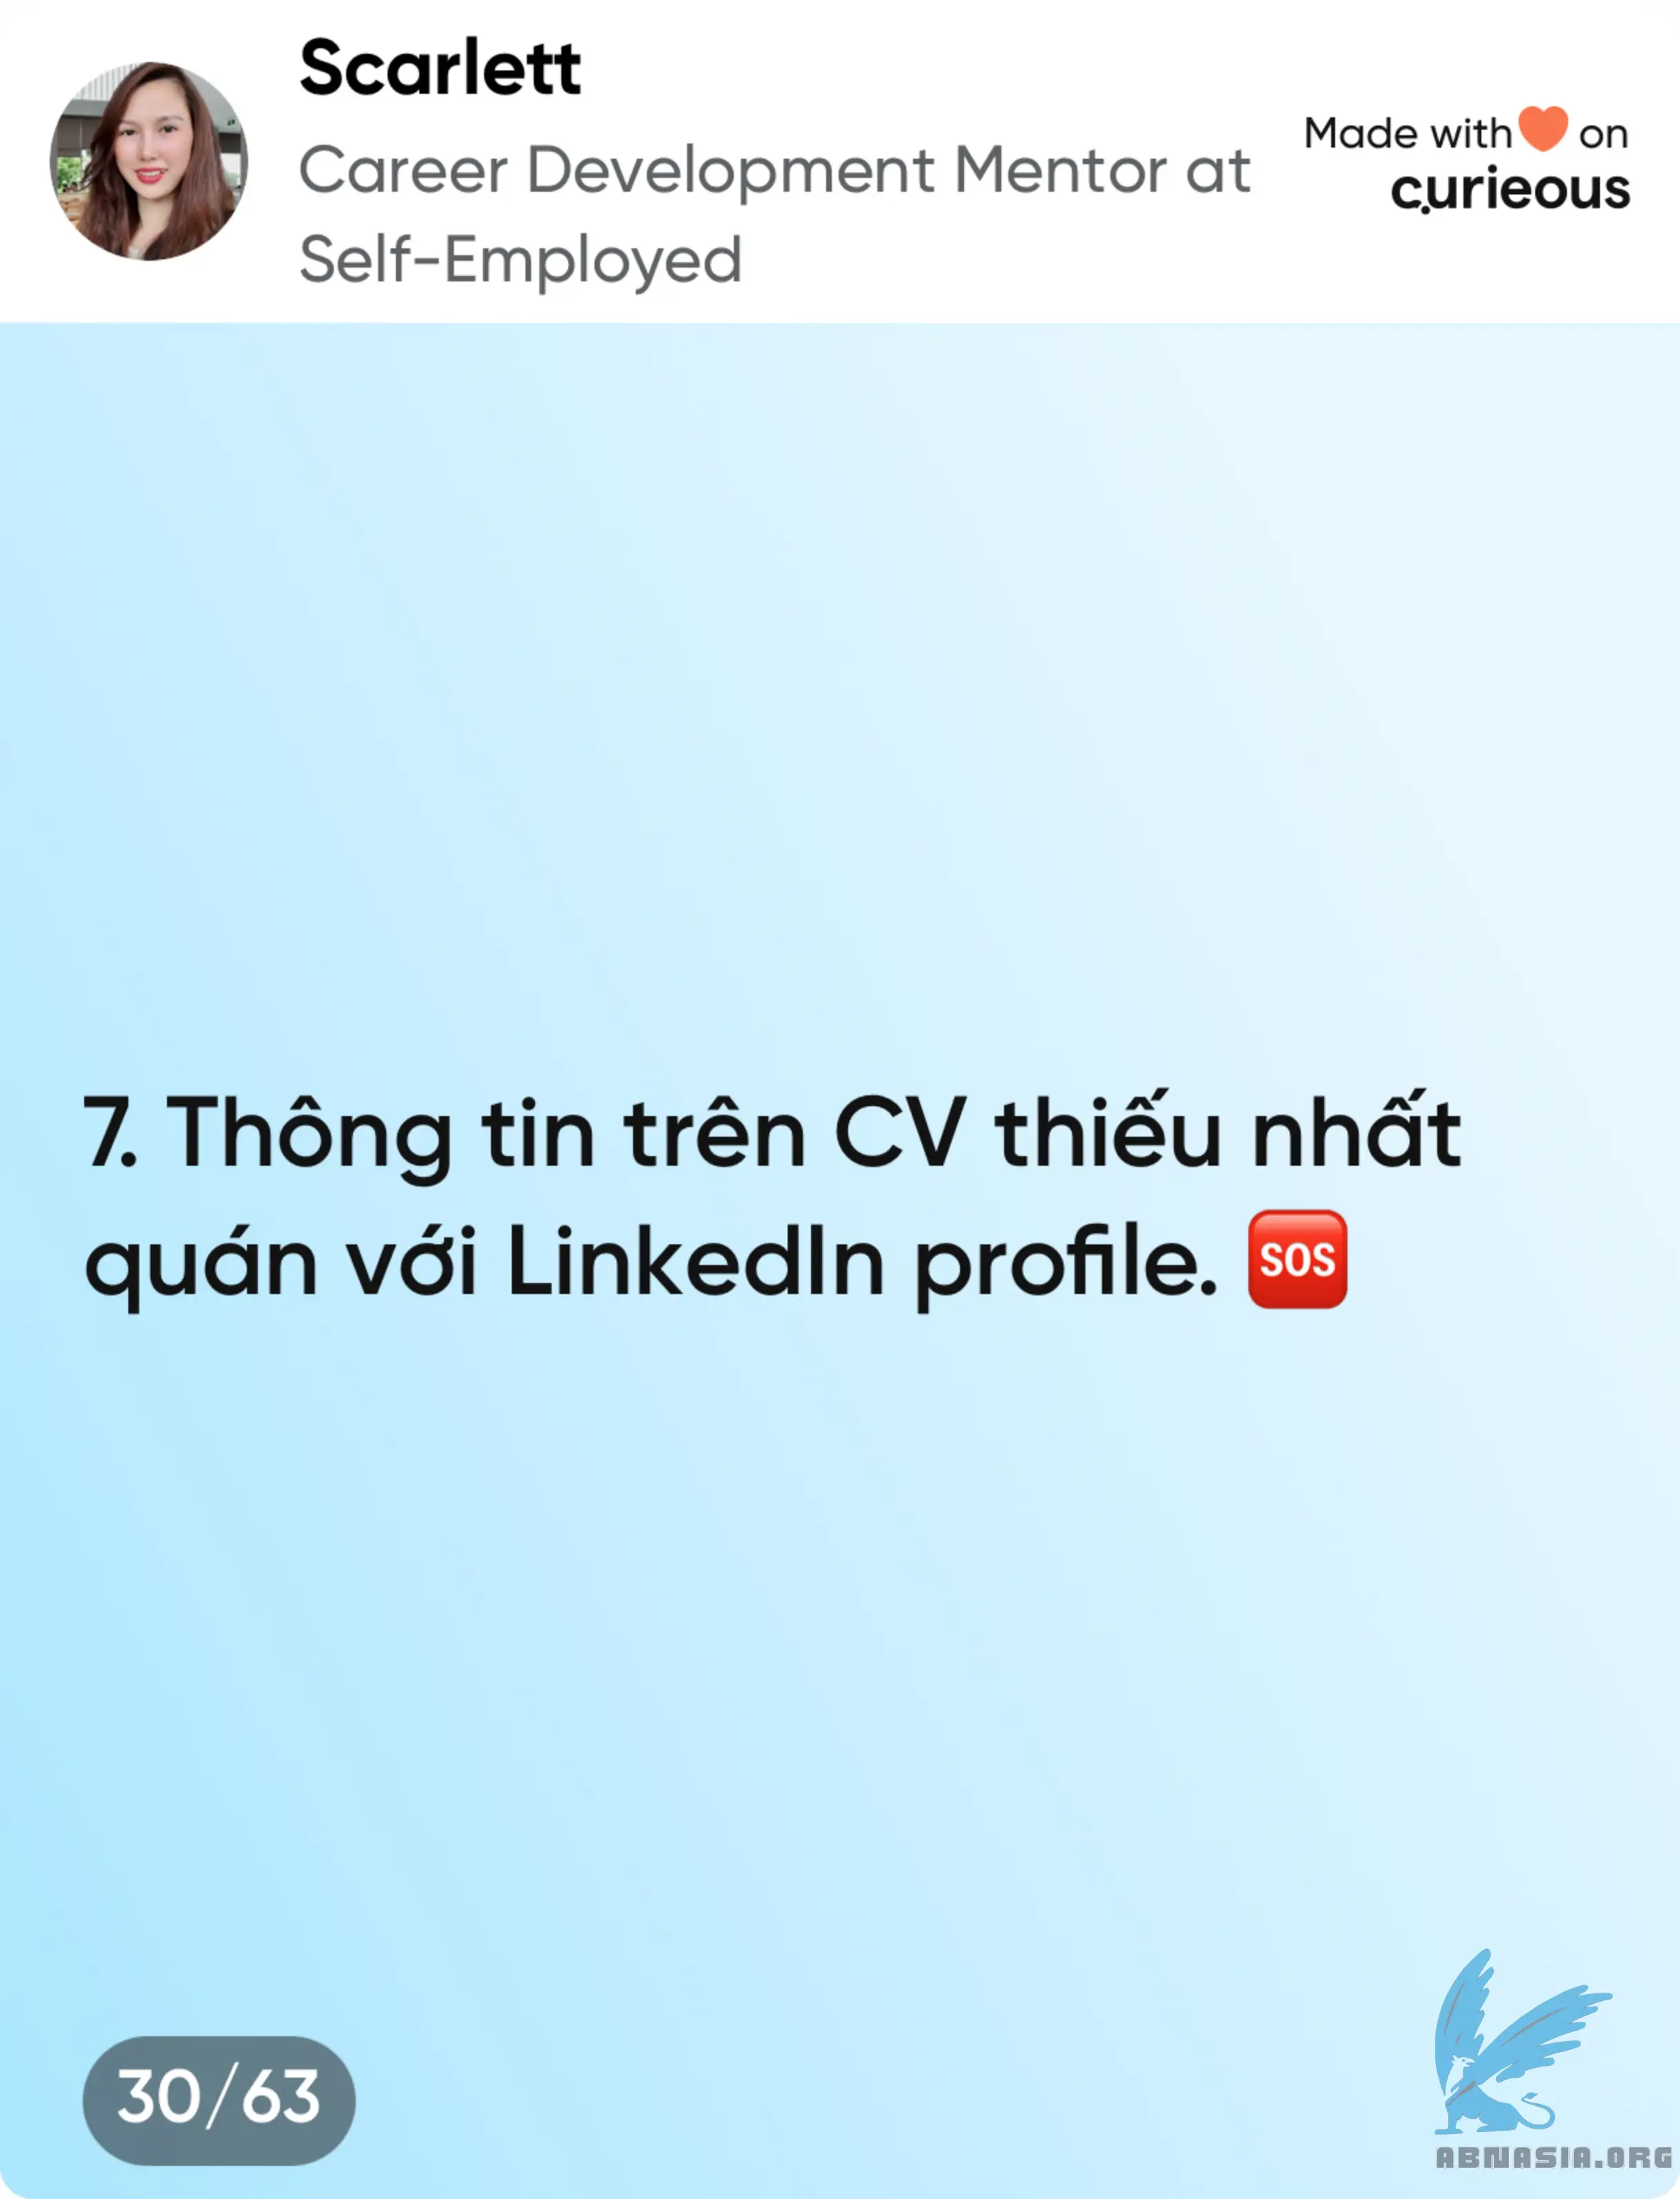 Scarlett
Career Development Mentor at
Self-Employed
Made with🧡 on
curieous
7. Thông tin trên CV thiếu nhất
quán với LinkedIn profile. 🆘
30/63
ABNASIA.ORG